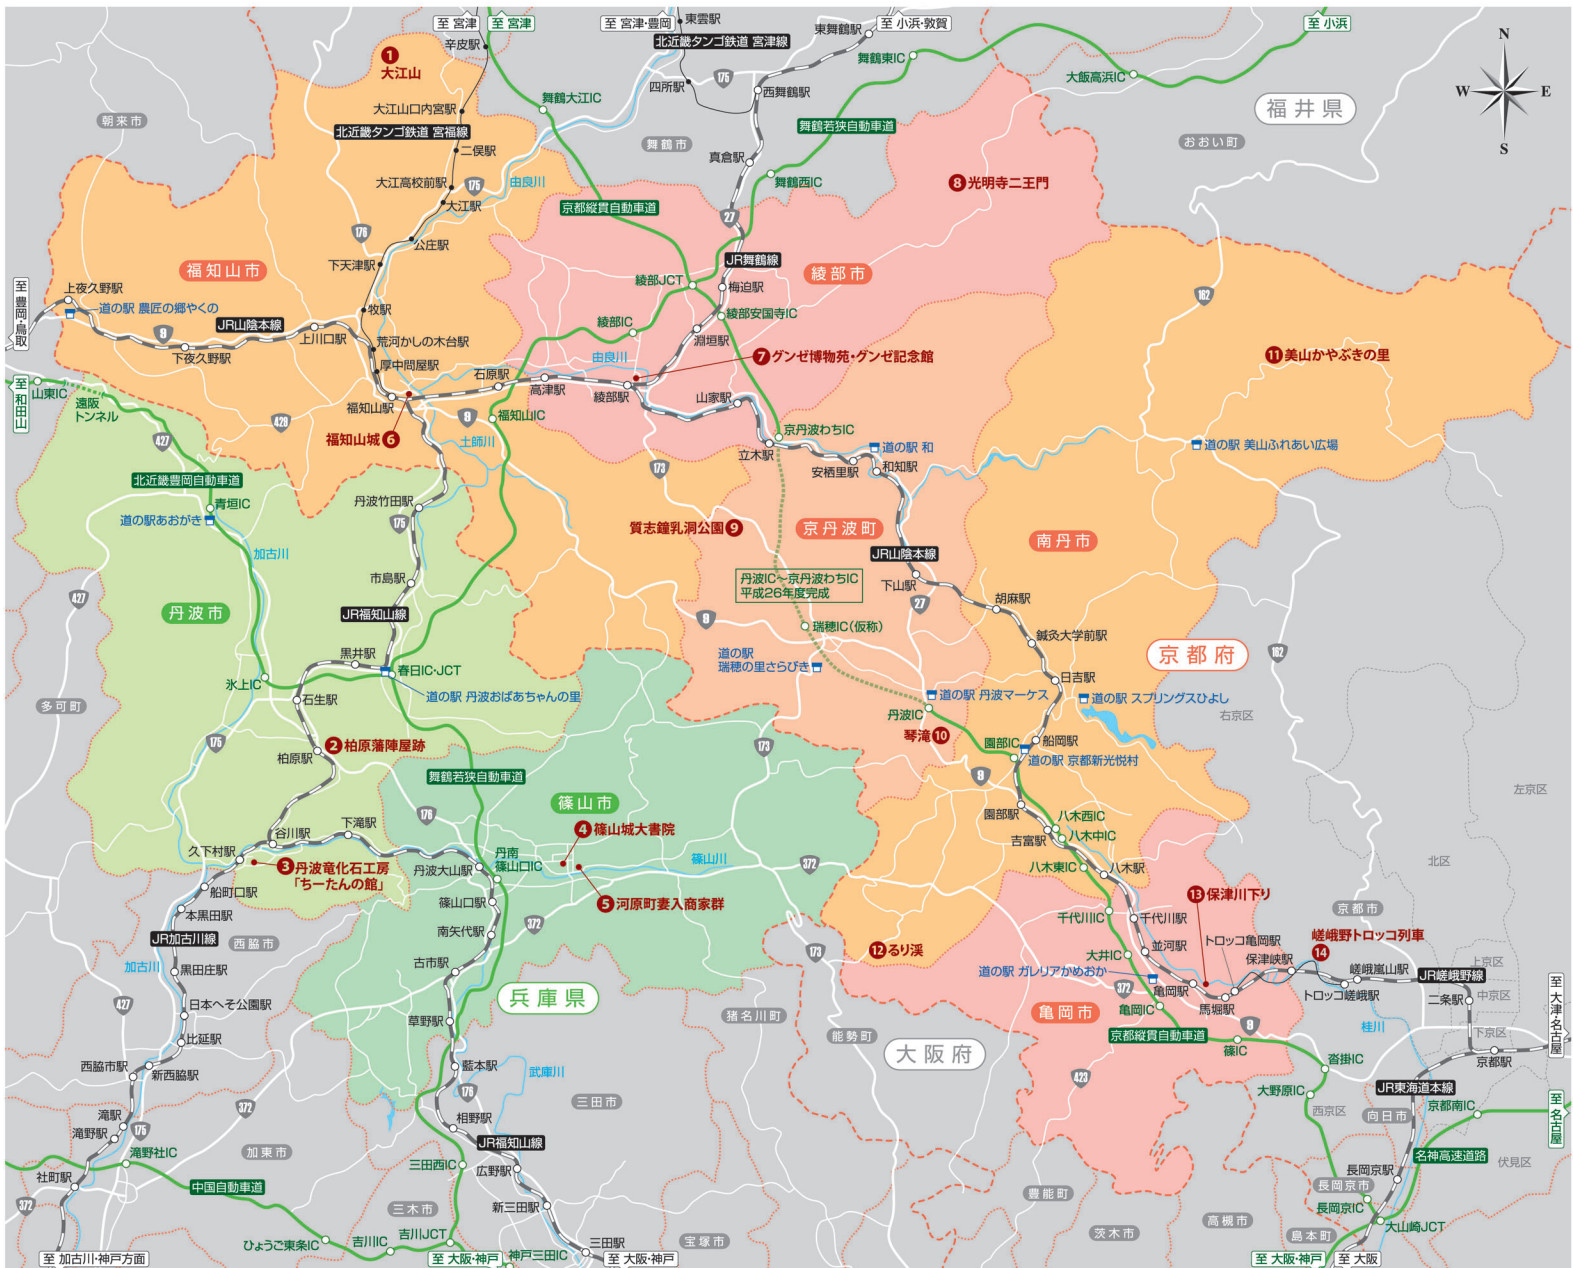 至 宮津
至 宮津
至 宮津・豊岡
東雲駅
至 小浜・敦賀
至 小浜
辛皮駅
北近畿タンゴ鉄道 宮津線
東舞鶴駅
舞鶴東IC
大飯高浜IC
N
W
E
S
1
大江山
四所駅
175
西舞鶴駅
福井県
大江山口内宮駅
舞鶴大江IC
朝来市
北近畿タンゴ鉄道 宮福線
舞鶴若狭自動車道
おおい町
舞鶴市
二俣駅
真倉駅
大江高校前駅
175
由良川
舞鶴西IC
8 光明寺二王門
大江駅
京都縦貫自動車道
27
176
公庄駅
下天津駅
JR舞鶴線
福知山市
綾部市
綾部JCT
梅迫駅
162
至 豊岡・鳥取
上夜久野駅
道の駅 農匠の郷やくの
牧駅
綾部安国寺IC
9
JR山陰本線
上川口駅
綾部IC
下夜久野駅
荒河かしの木台駅
淵垣駅
由良川
7 グンゼ博物苑・グンゼ記念館
11 美山かやぶきの里
厚中問屋駅
石原駅
高津駅
綾部駅
至 和田山
山東IC
遠阪
トンネル
福知山駅
山家駅
428
9
福知山IC
427
福知山城 6
土師川
京丹波わちIC
立木駅
道の駅 和
道の駅 美山ふれあい広場
173
安栖里駅
和知駅
北近畿豊岡自動車道
青垣IC
丹波竹田駅
道の駅あおがき
175
質志鐘乳洞公園 9
京丹波町
南丹市
加古川
JR山陰本線
市島駅
丹波IC～京丹波わちIC
平成26年度完成
下山駅
427
丹波市
JR福知山線
27
胡麻駅
9
瑞穂IC(仮称)
鍼灸大学前駅
京都府
162
黒井駅
道の駅
瑞穂の里さらびき
氷上IC
春日IC・JCT
日吉駅
道の駅 丹波おばあちゃんの里
道の駅 丹波マーケス
道の駅 スプリングスひよし
多可町
石生駅
丹波IC
右京区
175
2 柏原藩陣屋跡
173
琴滝 10
園部IC
船岡駅
柏原駅
道の駅 京都新光悦村
舞鶴若狭自動車道
9
左京区
篠山市
176
園部駅
八木西IC
下滝駅
4 篠山城大書院
八木中IC
谷川駅
吉富駅
久下村駅
丹南
篠山口IC
篠山川
372
北区
3 丹波竜化石工房
「ちーたんの館」
丹波大山駅
八木東IC
八木駅
船町口駅
13 保津川下り
篠山口駅
5 河原町妻入商家群
京都市
本黒田駅
千代川IC
千代川駅
372
JR加古川線
西脇市
南矢代駅
トロッコ亀岡駅
嵯峨野トロッコ列車
14
12 るり渓
173
並河駅
保津峡駅
上京区
加古川
大井IC
黒田庄駅
古市駅
道の駅 ガレリアかめおか
嵯峨嵐山駅
JR嵯峨野線
372
亀岡駅
トロッコ嵯峨駅
中京区
至 大津・名古屋
427
日本へそ公園駅
兵庫県
馬堀駅
二条駅
猪名川町
亀岡市
亀岡IC
草野駅
9
桂川
能勢町
京都縦貫自動車道
下京区
比延駅
大阪府
篠IC
京都駅
西脇市駅
新西脇駅
藍本駅
武庫川
沓掛IC
423
JR東海道本線
176
三田市
大野原IC
372
滝駅
相野駅
西京区
向日市
京都南IC
至 名古屋
滝野駅
175
JR福知山線
滝野社IC
加東市
三田西IC
広野駅
名神高速道路
伏見区
社町駅
長岡京駅
中国自動車道
長岡京市
372
新三田駅
豊能町
長岡京IC
三木市
高槻市
大山崎JCT
茨木市
島本町
ひょうご東条IC
吉川IC
吉川JCT
三田駅
宝塚市
至 加古川・神戸方面
至 大阪・神戸
神戸三田IC
至 大阪・神戸
至 大阪・神戸
至 大阪